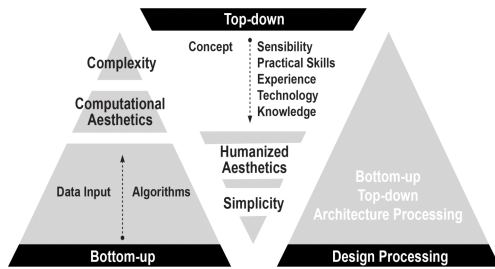 Top-down
Concept
Sensibility
Practical Skills
Experience
Technology
Knowledge
Complexity
Computational
Aesthetics
Data Input
Algorithms
Bottom-up
Humanized
Aesthetics
Simplicity
Bottom-up
Top-down
Architecture Processing
Design Processing